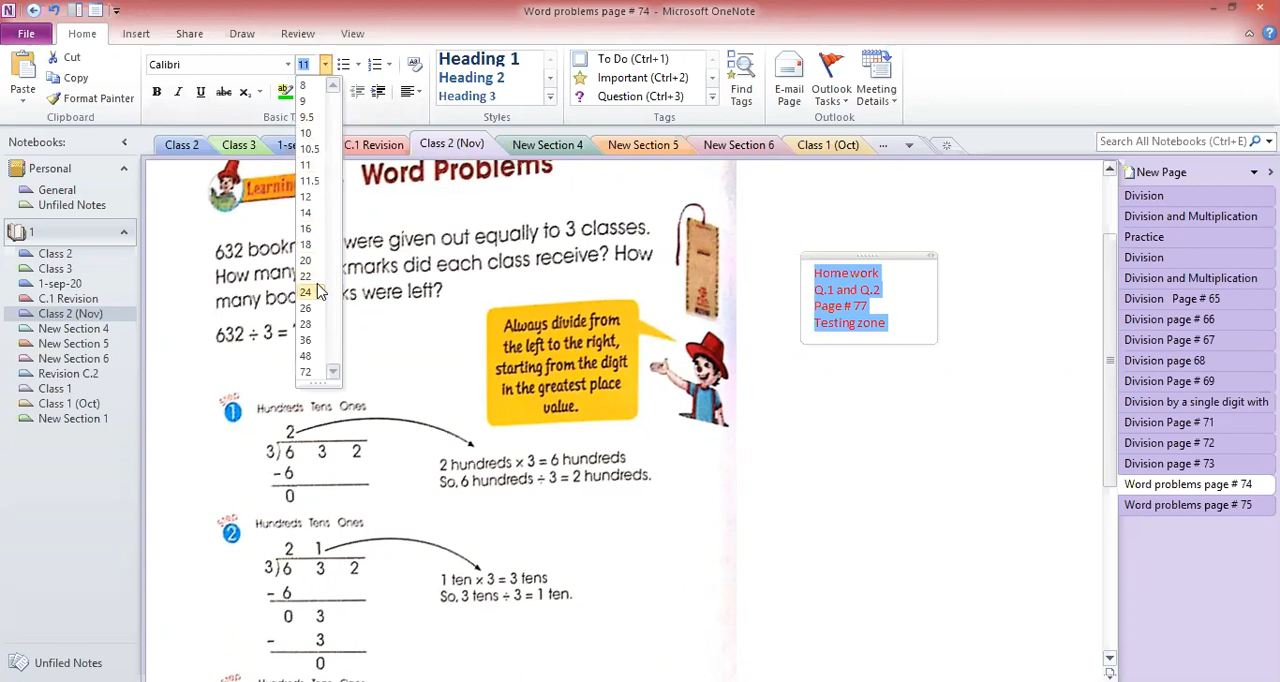 Word problems page # 74 - Microsoft OneNote
File
Home
Insert
Share
Draw
Review
View
Paste
Cut
Copy
Format Painter
Clipboard
Calibri
11
B I U abc X₂ ab
Basic T
Heading 1
Heading 2
Heading 3
Styles
To Do (Ctrl+1)
Important (Ctrl+2)
Question (Ctrl+3)
Tags
Find
Tags
E-mail
Page
Outlook
Tasks
Meeting
Details
Outlook
8
9
9.5
10
10.5
11
11.5
12
14
16
18
20
22
24
26
28
36
48
72
Notebooks:
Class 2
Class 3
1-se
C.1 Revision
Class 2 (Nov)
New Section 4
New Section 5
New Section 6
Class 1 (Oct)
...
Search All Notebooks (Ctrl+E)
Personal
General
Unfiled Notes
1
Class 2
Class 3
1-sep-20
C.1 Revision
Class 2 (Nov)
New Section 4
New Section 5
New Section 6
Revision C.2
Class 1
Class 1 (Oct)
New Section 1
Unfiled Notes
Learnin
Word Problems
632 bookm were given out equally to 3 classes.
How many kmarks did each class receive? How
many boo ks were left?
632 ÷ 3 =
Always divide from
the left to the right,
starting from the digit
in the greatest place
value.
step
1
Hundreds Tens Ones
2
3)6 3 2
-6
0
2 hundreds x 3 = 6 hundreds
So, 6 hundreds ÷ 3 = 2 hundreds.
step
2
Hundreds Tens Ones
2 1
3)6 3 2
- 6
0 3
- 3
0
1 ten x 3 = 3 tens
So, 3 tens ÷ 3 = 1 ten.
Homework
Q.1 and Q.2
Page # 77
Testing zone
New Page
Division
Division and Multiplication
Practice
Division
Division and Multiplication
Division Page # 65
Division page # 66
Division Page # 67
Division page 68
Division Page # 69
Division by a single digit with
Division page # 71
Division page # 72
Division page # 73
Word problems page # 74
Word problems page # 75